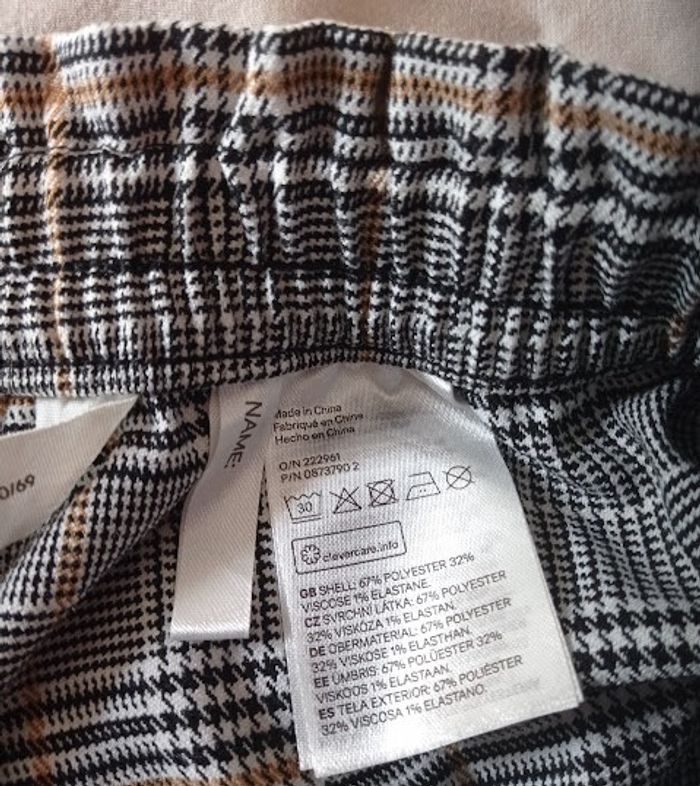 0/69
NAME:
Made in China
Fabriqué en Chine
Hecho en China
O/N 222961
P/N 0873790 2
30
clevercare.info
GB SHELL: 67% POLYESTER 32%
VISCOSE 1% ELASTANE.
CZ SVRCHNÍ LÁTKA: 67% POLYESTER
32% VISKÓZA 1% ELASTAN.
DE OBERMATERIAL: 67% POLYESTER
32% VISKOSE 1% ELASTHAN.
EE ÜMBRIS: 67% POLÜESTER 32%
VISKOOS 1% ELASTAAN.
ES TELA EXTERIOR: 67% POLIÉSTER
32% VISCOSA 1% ELASTANO.